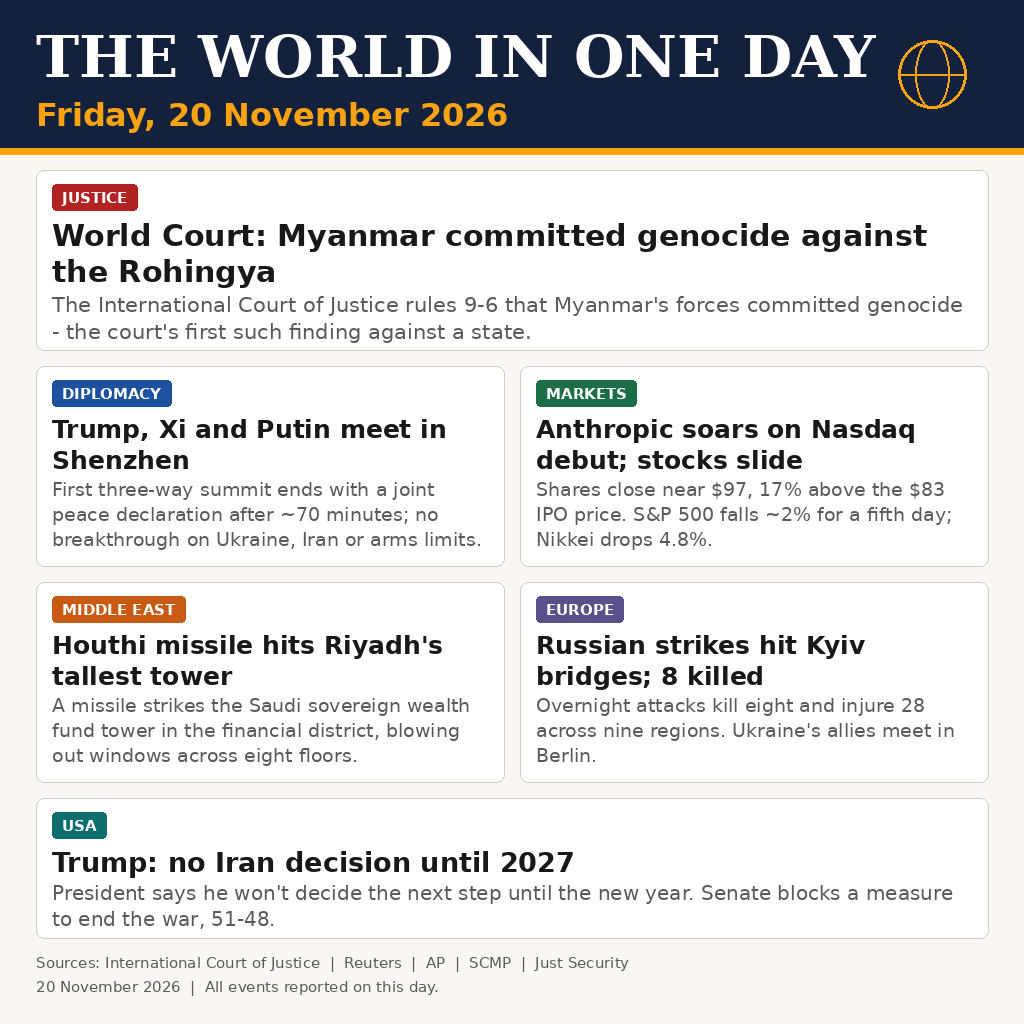 THE WORLD IN ONE DAY
Friday, 20 November 2026
JUSTICE
World Court: Myanmar committed genocide against
the Rohingya
The International Court of Justice rules 9-6 that Myanmar's forces committed genocide
- the court's first such finding against a state.
DIPLOMACY
Trump, Xi and Putin meet in
Shenzhen
First three-way summit ends with a joint
peace declaration after ~70 minutes; no
breakthrough on Ukraine, Iran or arms limits.
MARKETS
Anthropic soars on Nasdaq
debut; stocks slide
Shares close near $97, 17% above the $83
IPO price. S&P 500 falls ~2% for a fifth day;
Nikkei drops 4.8%.
MIDDLE EAST
Houthi missile hits Riyadh's
tallest tower
A missile strikes the Saudi sovereign wealth
fund tower in the financial district, blowing
out windows across eight floors.
EUROPE
Russian strikes hit Kyiv
bridges; 8 killed
Overnight attacks kill eight and injure 28
across nine regions. Ukraine's allies meet in
Berlin.
USA
Trump: no Iran decision until 2027
President says he won't decide the next step until the new year. Senate blocks a measure
to end the war, 51-48.
Sources: International Court of Justice | Reuters | AP | SCMP | Just Security
20 November 2026 | All events reported on this day.